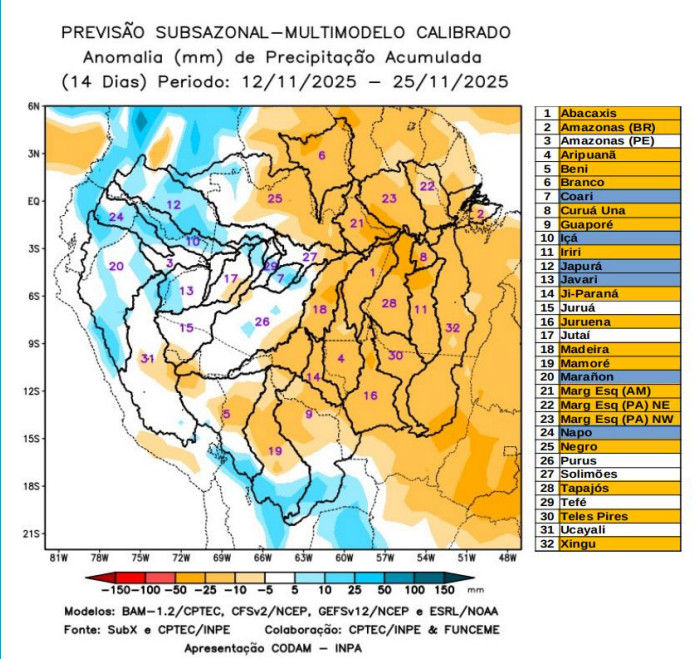 PREVISÃO SUBSAZONAL−MULTIMODELO CALIBRADO
Anomalia (mm) de Precipitação Acumulada
(14 Dias) Periodo: 12/11/2025 − 25/11/2025
6N
3N
EQ
3S
6S
9S
12S
15S
18S
21S
6
22
25
23
12
2
24
21
10
27
8
3
29
20
17
7
1
13
28
18
11
26
15
32
31
4
30
14
16
5
9
19
81W 78W 75W 72W 69W 66W 63W 60W 57W 54W 51W 48W
−150 −100 −50 −25 −10 −5 5 10 25 50 100 150 mm
Modelos: BAM−1.2/CPTEC, CFSv2/NCEP, GEFSv12/NCEP e ESRL/NOAA
Fonte: SubX e CPTEC/INPE Colaboração: CPTEC/INPE & FUNCEME
Apresentação CODAM − INPA
1 Abacaxis
2 Amazonas (BR)
3 Amazonas (PE)
4 Aripuanã
5 Beni
6 Branco
7 Coari
8 Curuá Una
9 Guaporé
10 Içá
11 Iriri
12 Japurá
13 Javari
14 Ji-Paraná
15 Juruá
16 Juruena
17 Jutaí
18 Madeira
19 Mamoré
20 Marañon
21 Marg Esq (AM)
22 Marg Esq (PA) NE
23 Marg Esq (PA) NW
24 Napo
25 Negro
26 Purus
27 Solimões
28 Tapajós
29 Tefé
30 Teles Pires
31 Ucayali
32 Xingu